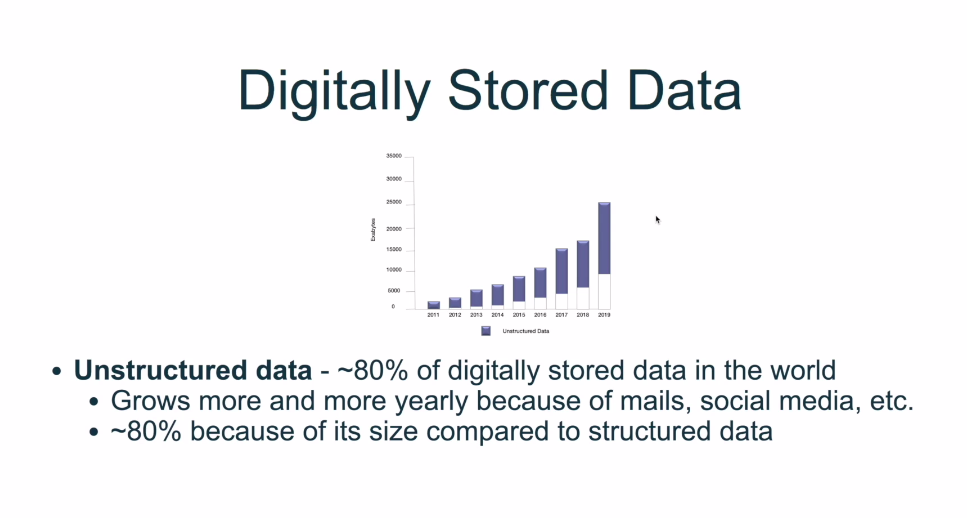 Digitally Stored Data
35000
30000
25000
20000
15000
10000
5000
0
Exabytes
2011 2012 2013 2014 2015 2016 2017 2018 2019
Unstructured Data
• Unstructured data - ~80% of digitally stored data in the world
• Grows more and more yearly because of mails, social media, etc.
• ~80% because of its size compared to structured data